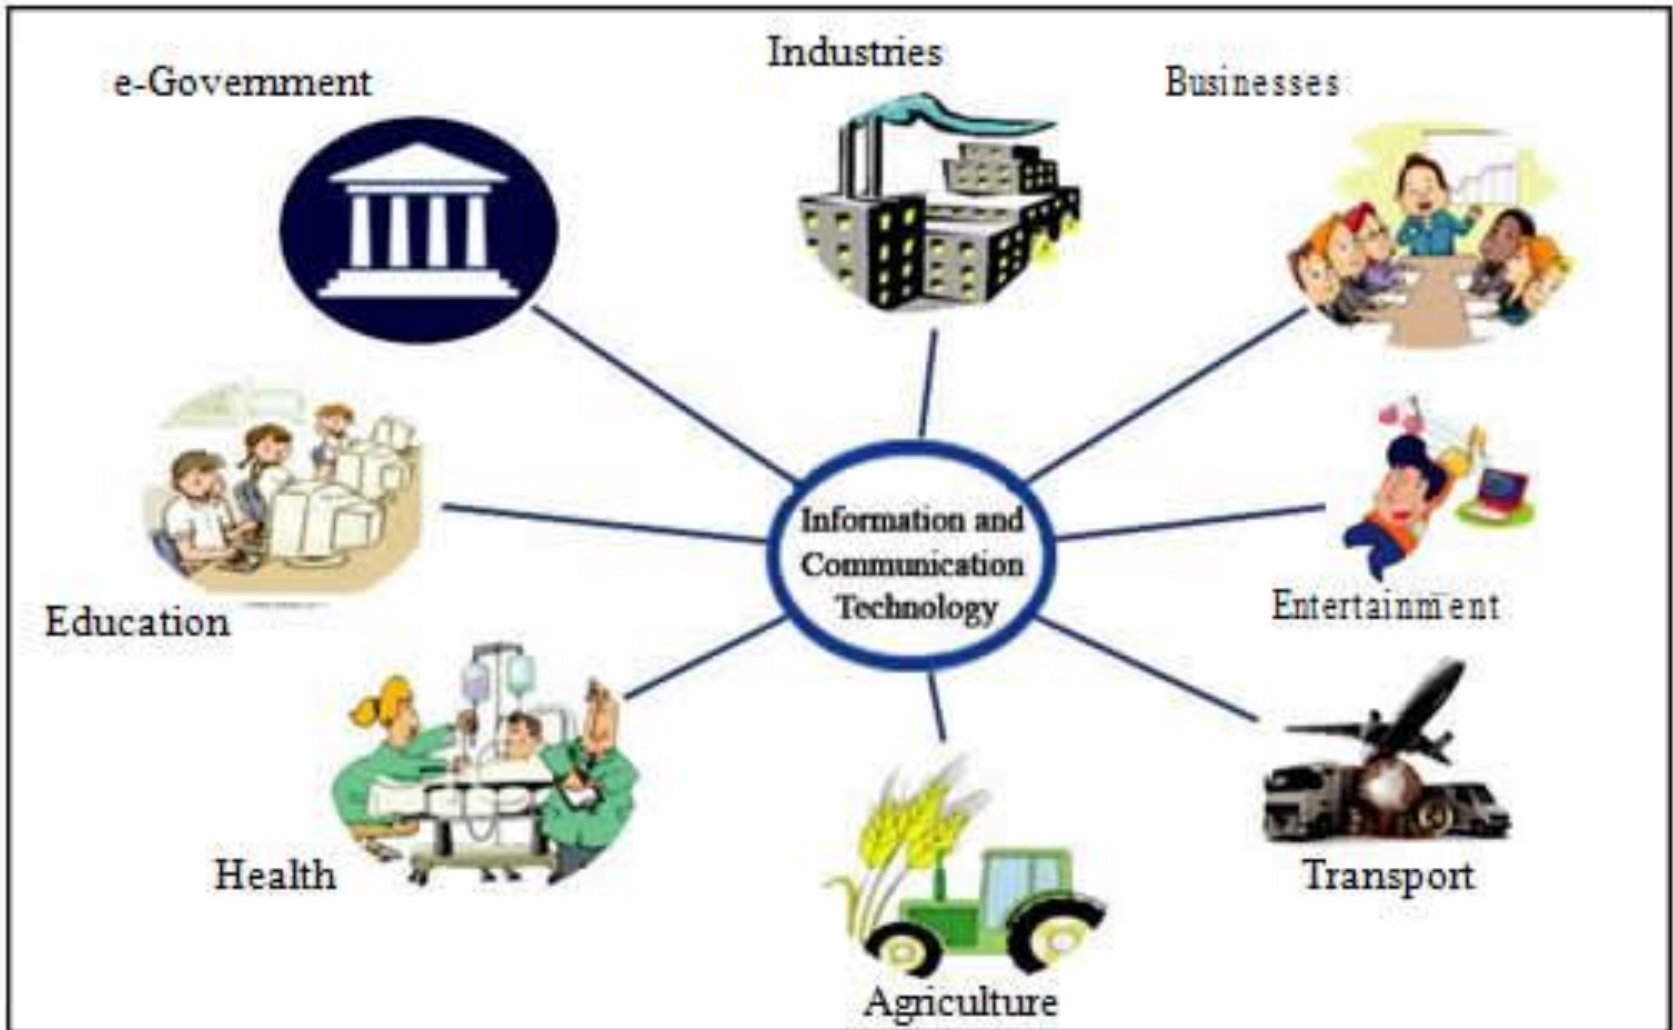 Industries
e-Government
Businesses
Information and
Communication
Technology
Entertainment
Education
Health
Transport
Agriculture